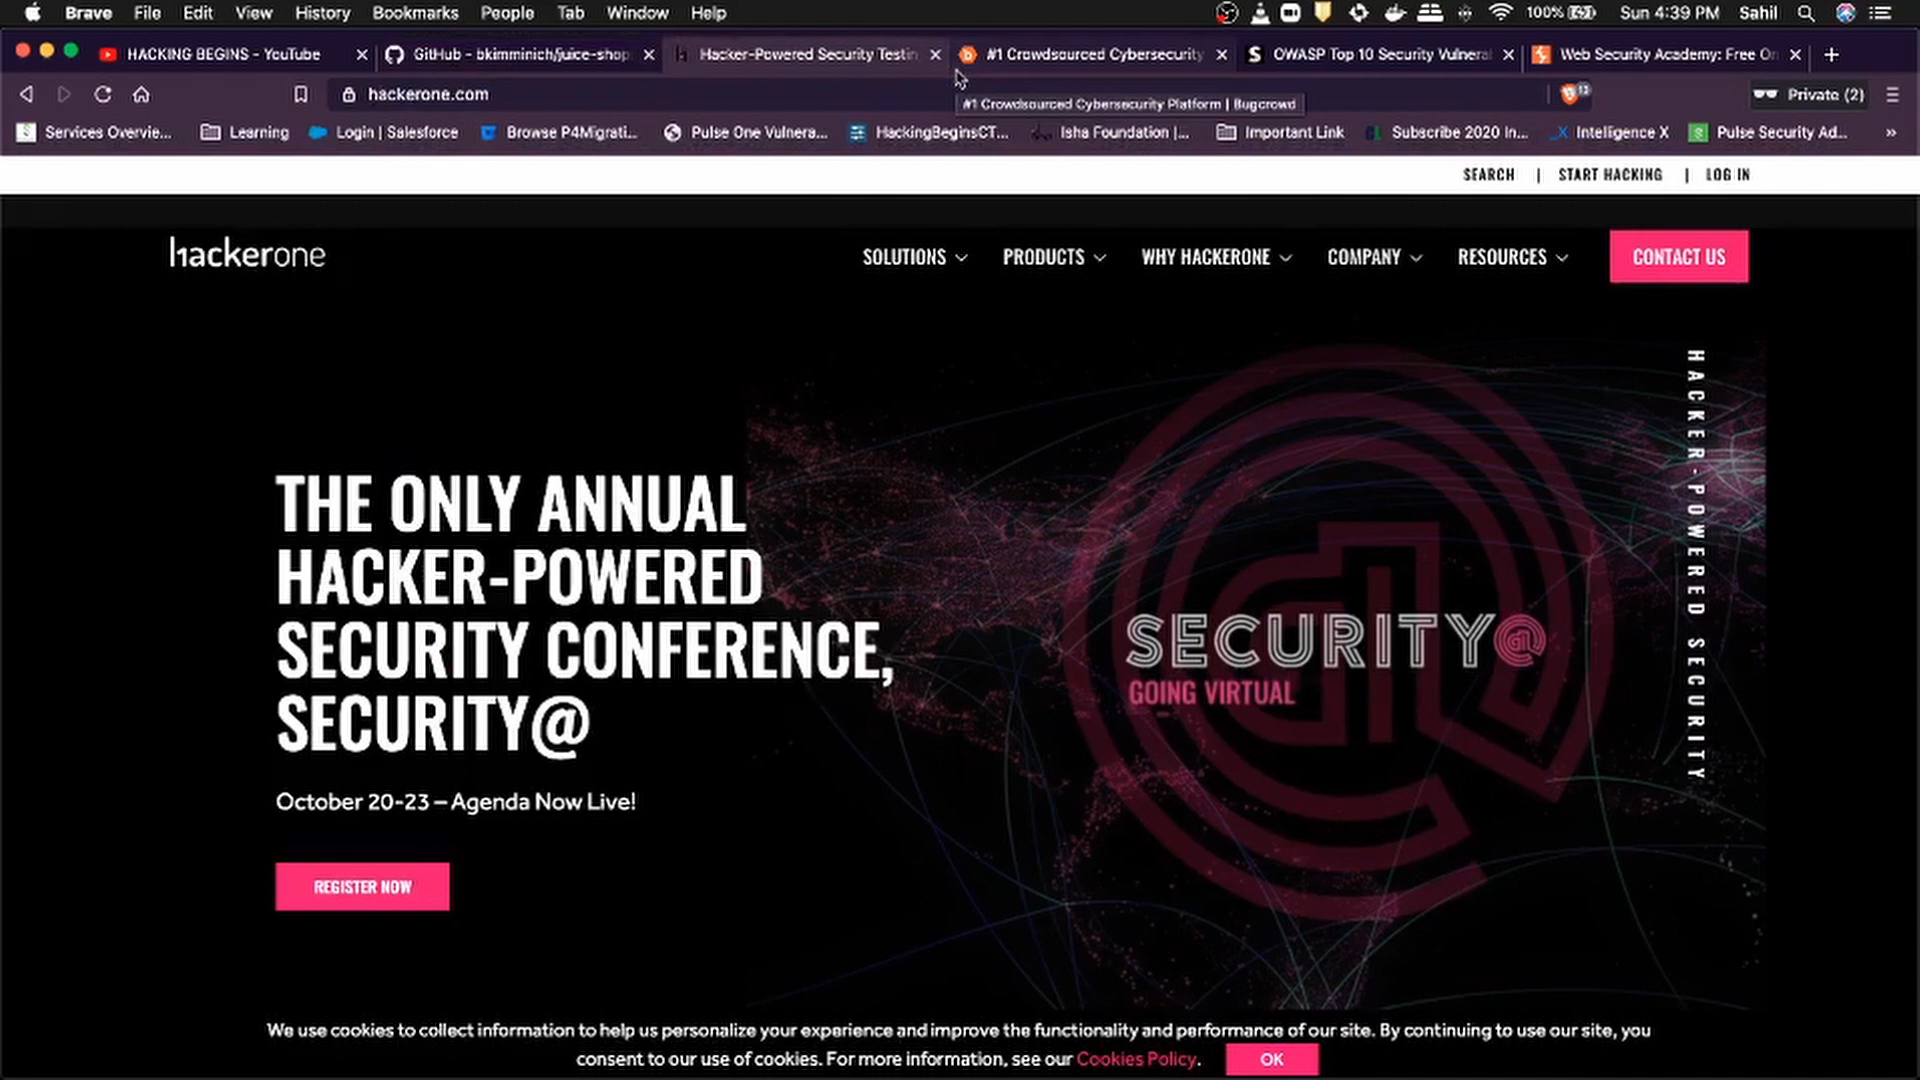 Brave File Edit View History Bookmarks People Tab Window Help 100% Sun 4:39 PM Sahil
HACKING BEGINS - YouTube GitHub - bkimminich/juice-shop: Hacker-Powered Security Testin #1 Crowdsourced Cybersecurity OWASP Top 10 Security Vulnera Web Security Academy: Free On
hackerone.com 12 Private (2)
#1 Crowdsourced Cybersecurity Platform | Bugcrowd
Services Overvie... Learning Login | Salesforce Browse P4Migrati... Pulse One Vulnera... HackingBeginsCT... Isha Foundation |... Important Link Subscribe 2020 In... Intelligence X Pulse Security Ad... »
SEARCH | START HACKING | LOG IN
hackerone SOLUTIONS PRODUCTS WHY HACKERONE COMPANY RESOURCES CONTACT US
THE ONLY ANNUAL
HACKER-POWERED
SECURITY CONFERENCE,
SECURITY@
October 20-23 – Agenda Now Live!
REGISTER NOW
SECURITY@
GOING VIRTUAL
HACKER-POWERED SECURITY
We use cookies to collect information to help us personalize your experience and improve the functionality and performance of our site. By continuing to use our site, you
consent to our use of cookies. For more information, see our Cookies Policy. OK